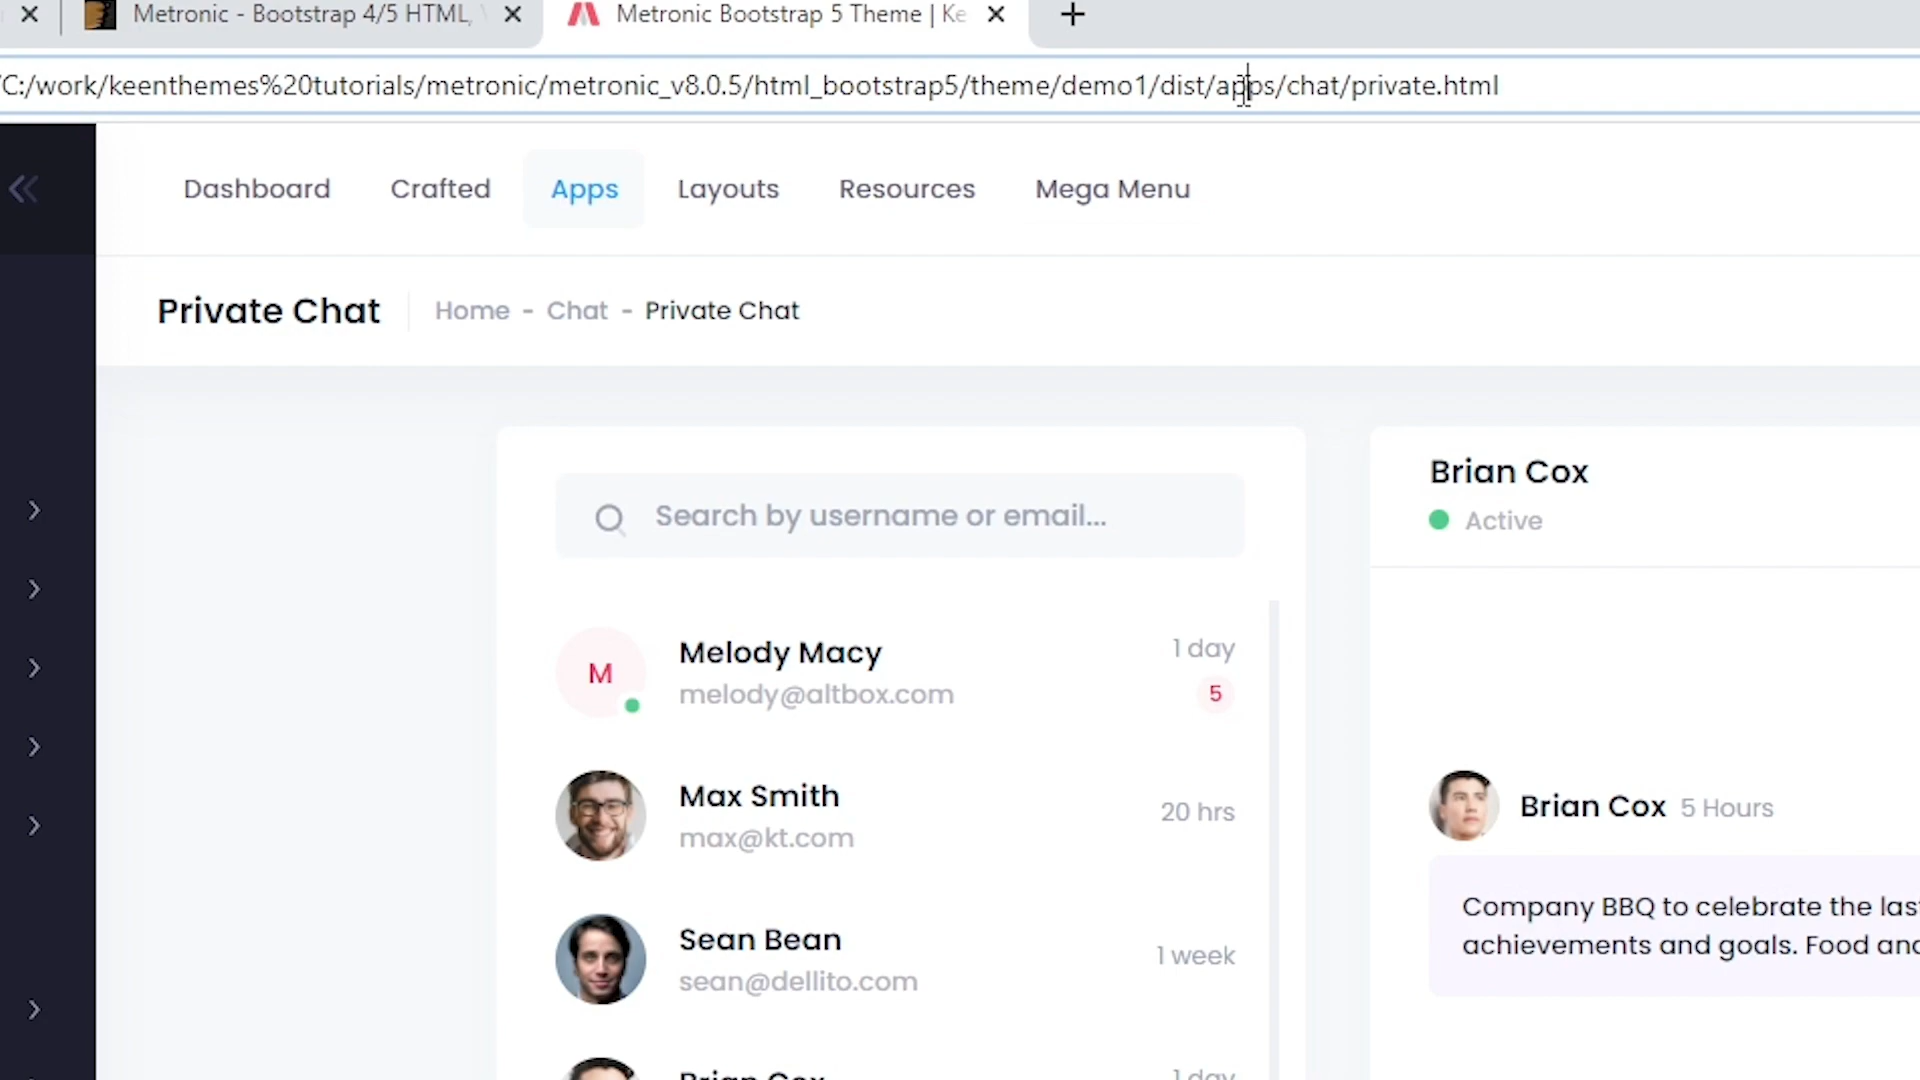 Metronic - Bootstrap 4/5 HTML,
Metronic Bootstrap 5 Theme | Ke
C:/work/keenthemes%20tutorials/metronic/metronic_v8.0.5/html_bootstrap5/theme/demo1/dist/apps/chat/private.html
Dashboard Crafted Apps Layouts Resources Mega Menu
Private Chat
Home - Chat - Private Chat
Search by username or email...
M
Melody Macy
1 day
melody@altbox.com
5
Max Smith
20 hrs
max@kt.com
Sean Bean
1 week
sean@dellito.com
Brian Cox
1 day
Brian Cox
Active
Brian Cox 5 Hours
Company BBQ to celebrate the las
achievements and goals. Food and